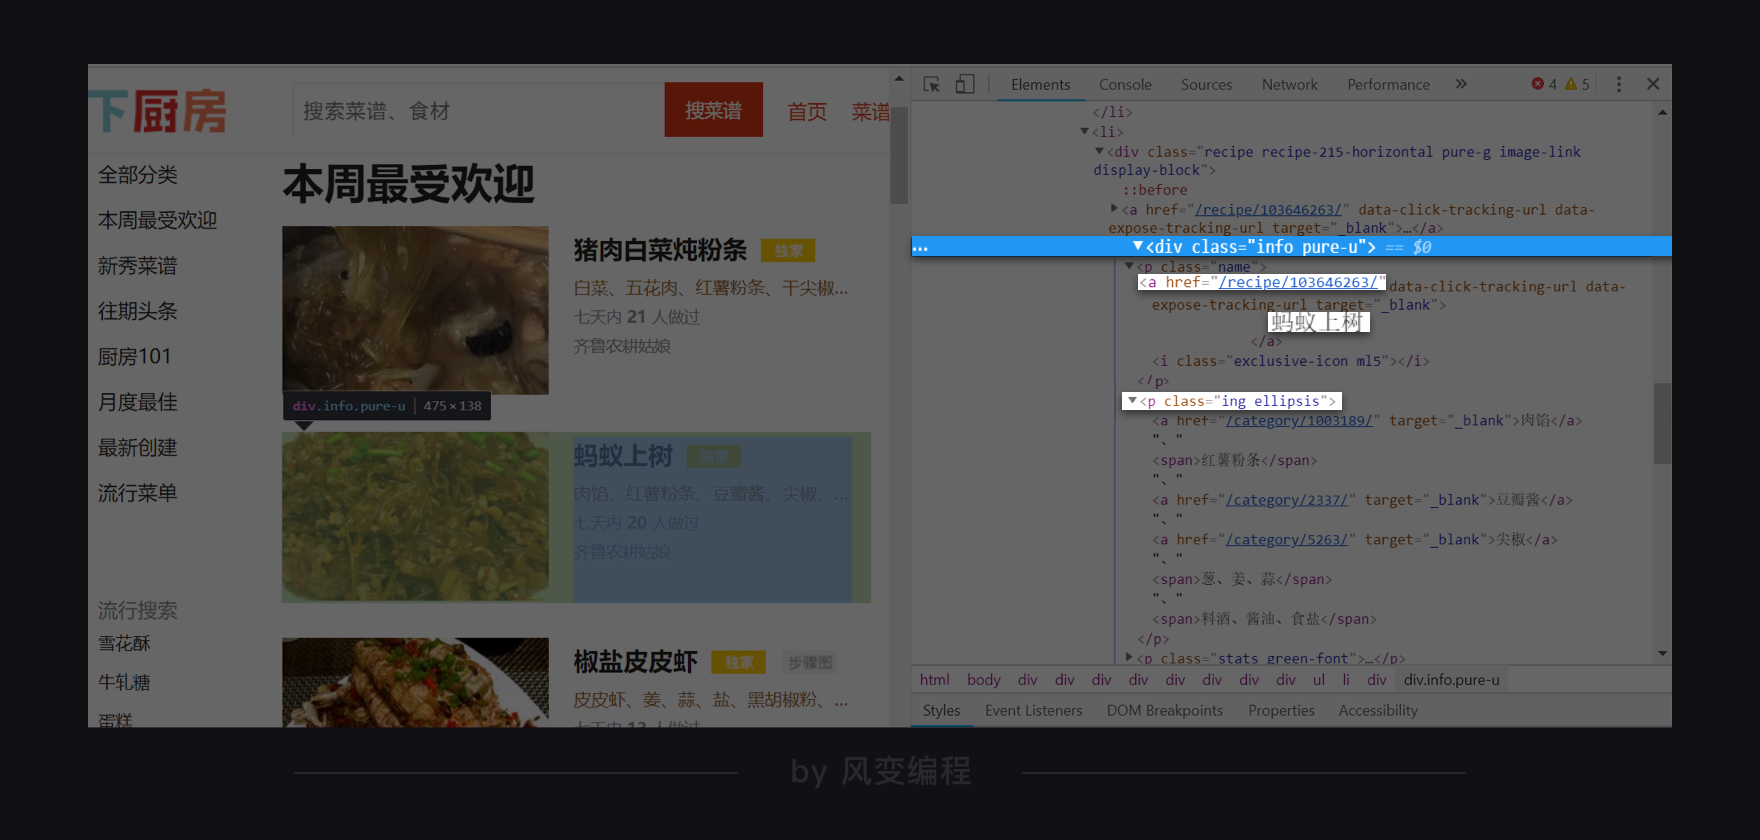 下厨房
搜索菜谱、食材
搜菜谱
首页
菜谱
全部分类
本周最受欢迎
新秀菜谱
往期头条
厨房101
月度最佳
最新创建
流行菜单
流行搜索
雪花酥
牛轧糖
蛋糕
本周最受欢迎
猪肉白菜炖粉条 独家
白菜、五花肉、红薯粉条、干尖椒...
七天内 21 人做过
齐鲁农耕姑娘
div.info.pure-u 475×138
蚂蚁上树 独家
肉馅、红薯粉条、豆瓣酱、尖椒、...
七天内 20 人做过
齐鲁农耕姑娘
椒盐皮皮虾 独家 步骤图
皮皮虾、姜、蒜、盐、黑胡椒粉、...
七天内 13 人做过
Elements Console Sources Network Performance » 4 5
</li>
<li>
<div class="recipe recipe-215-horizontal pure-g image-link
display-block">
::before
<a href="/recipe/103646263/" data-click-tracking-url data-
expose-tracking-url target="_blank">…</a>
... <div class="info pure-u"> == $0
<p class="name">
<a href="/recipe/103646263/" data-click-tracking-url data-
expose-tracking-url target="_blank">
蚂蚁上树
</a>
<i class="exclusive-icon ml5"></i>
</p>
<p class="ing ellipsis">
<a href="/category/1003189/" target="_blank">肉馅</a>
"、"
<span>红薯粉条</span>
"、"
<a href="/category/2337/" target="_blank">豆瓣酱</a>
"、"
<a href="/category/5263/" target="_blank">尖椒</a>
"、"
<span>葱、姜、蒜</span>
"、"
<span>料酒、酱油、食盐</span>
</p>
<p class="stats green-font">…</p>
html body div div div div div div div div ul li div div.info.pure-u
Styles Event Listeners DOM Breakpoints Properties Accessibility
by 风变编程